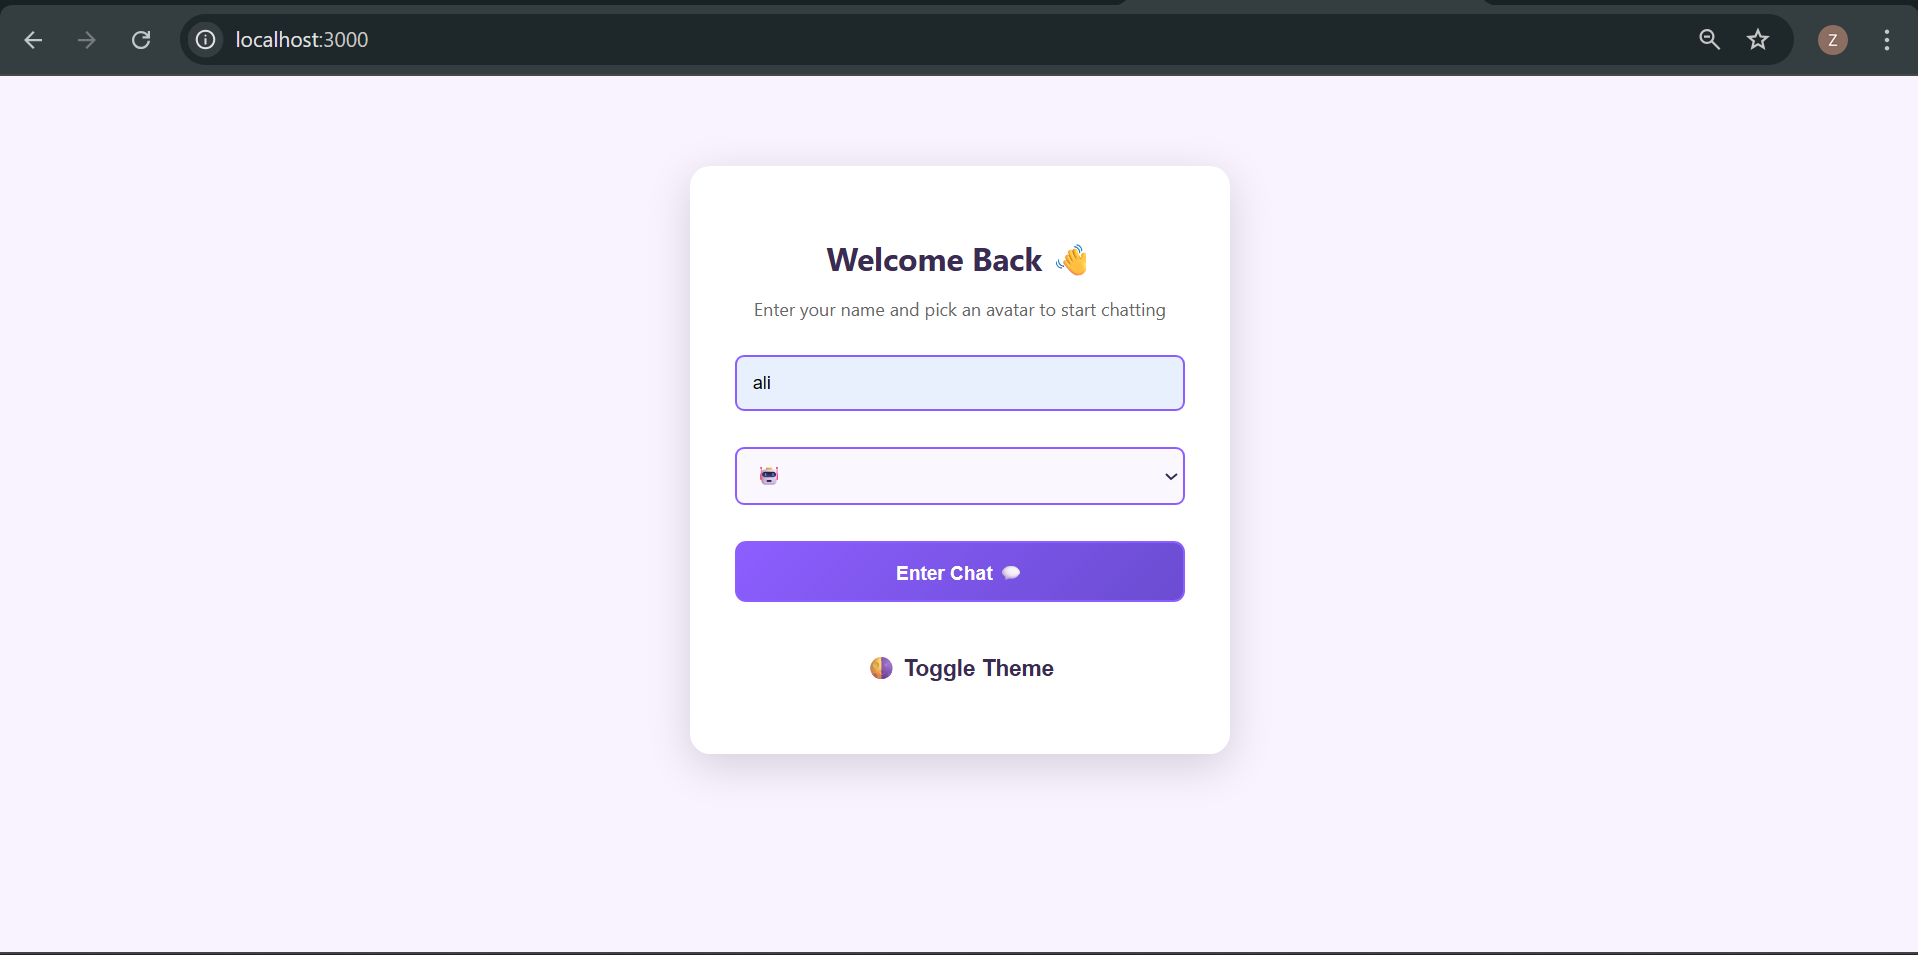 localhost:3000
Z
Welcome Back 👋
Enter your name and pick an avatar to start chatting
ali
🤖
Enter Chat 💬
🌓 Toggle Theme